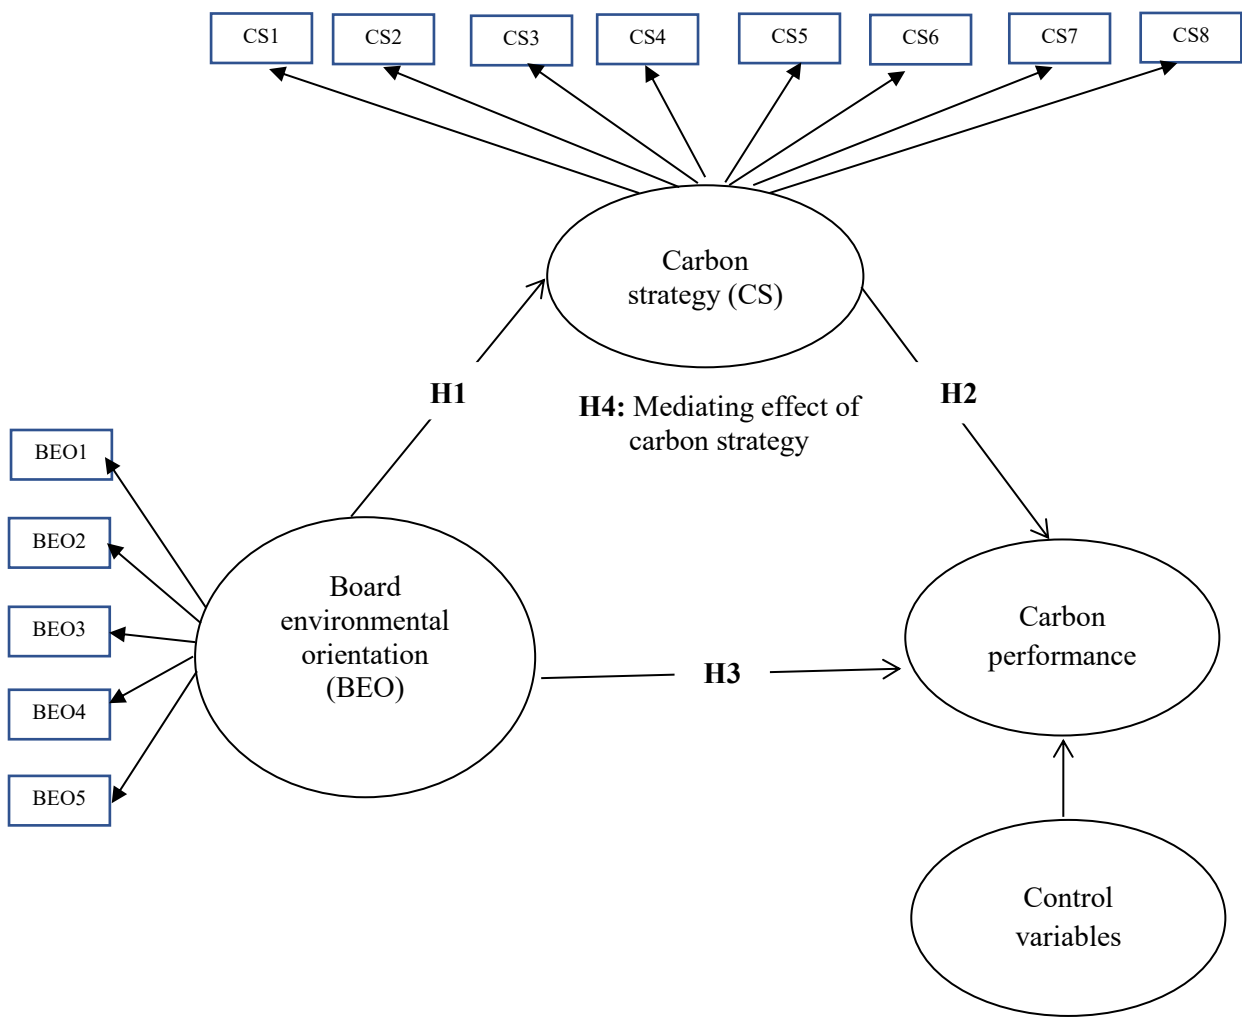 CS1
CS2
CS3
CS4
CS5
CS6
CS7
CS8
Carbon
strategy (CS)
H1
H4: Mediating effect of
carbon strategy
H2
BEO1
BEO2
BEO3
BEO4
BEO5
Board
environmental
orientation
(BEO)
H3
Carbon
performance
Control
variables